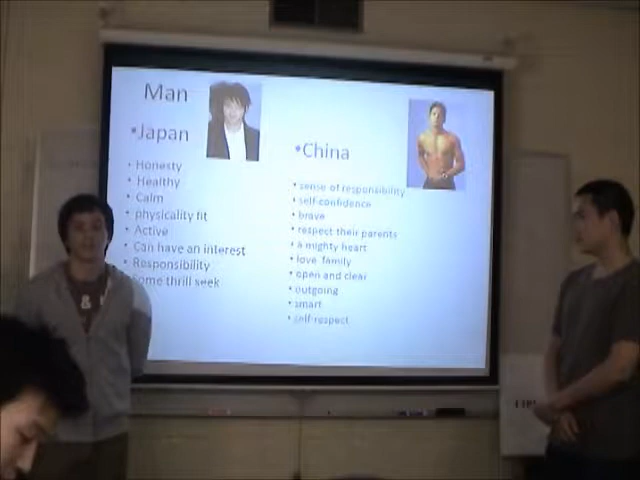 Man
•Japan
• Honesty
• Healthy
• Calm
• physicality fit
• Active
• Can have an interest
• Responsibility
some thrill seek
•China
• sense of responsibility
• self-confidence
• brave
• respect their parents
• a mighty heart
• love family
• open and clear
• outgoing
• smart
• self-respect